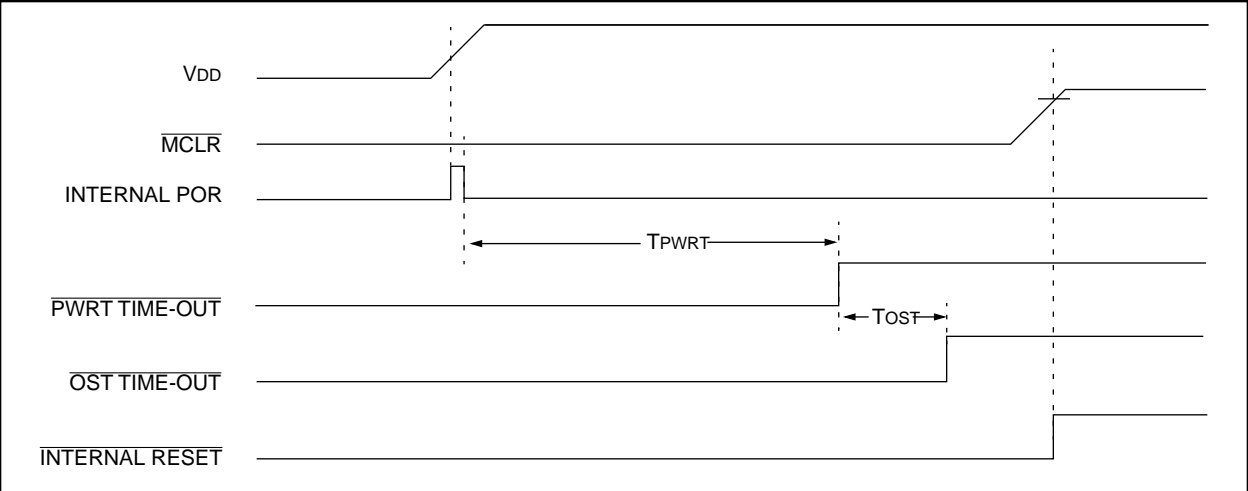 VDD
MCLR
INTERNAL POR
TPWRT
PWRT TIME-OUT
TOST
OST TIME-OUT
INTERNAL RESET